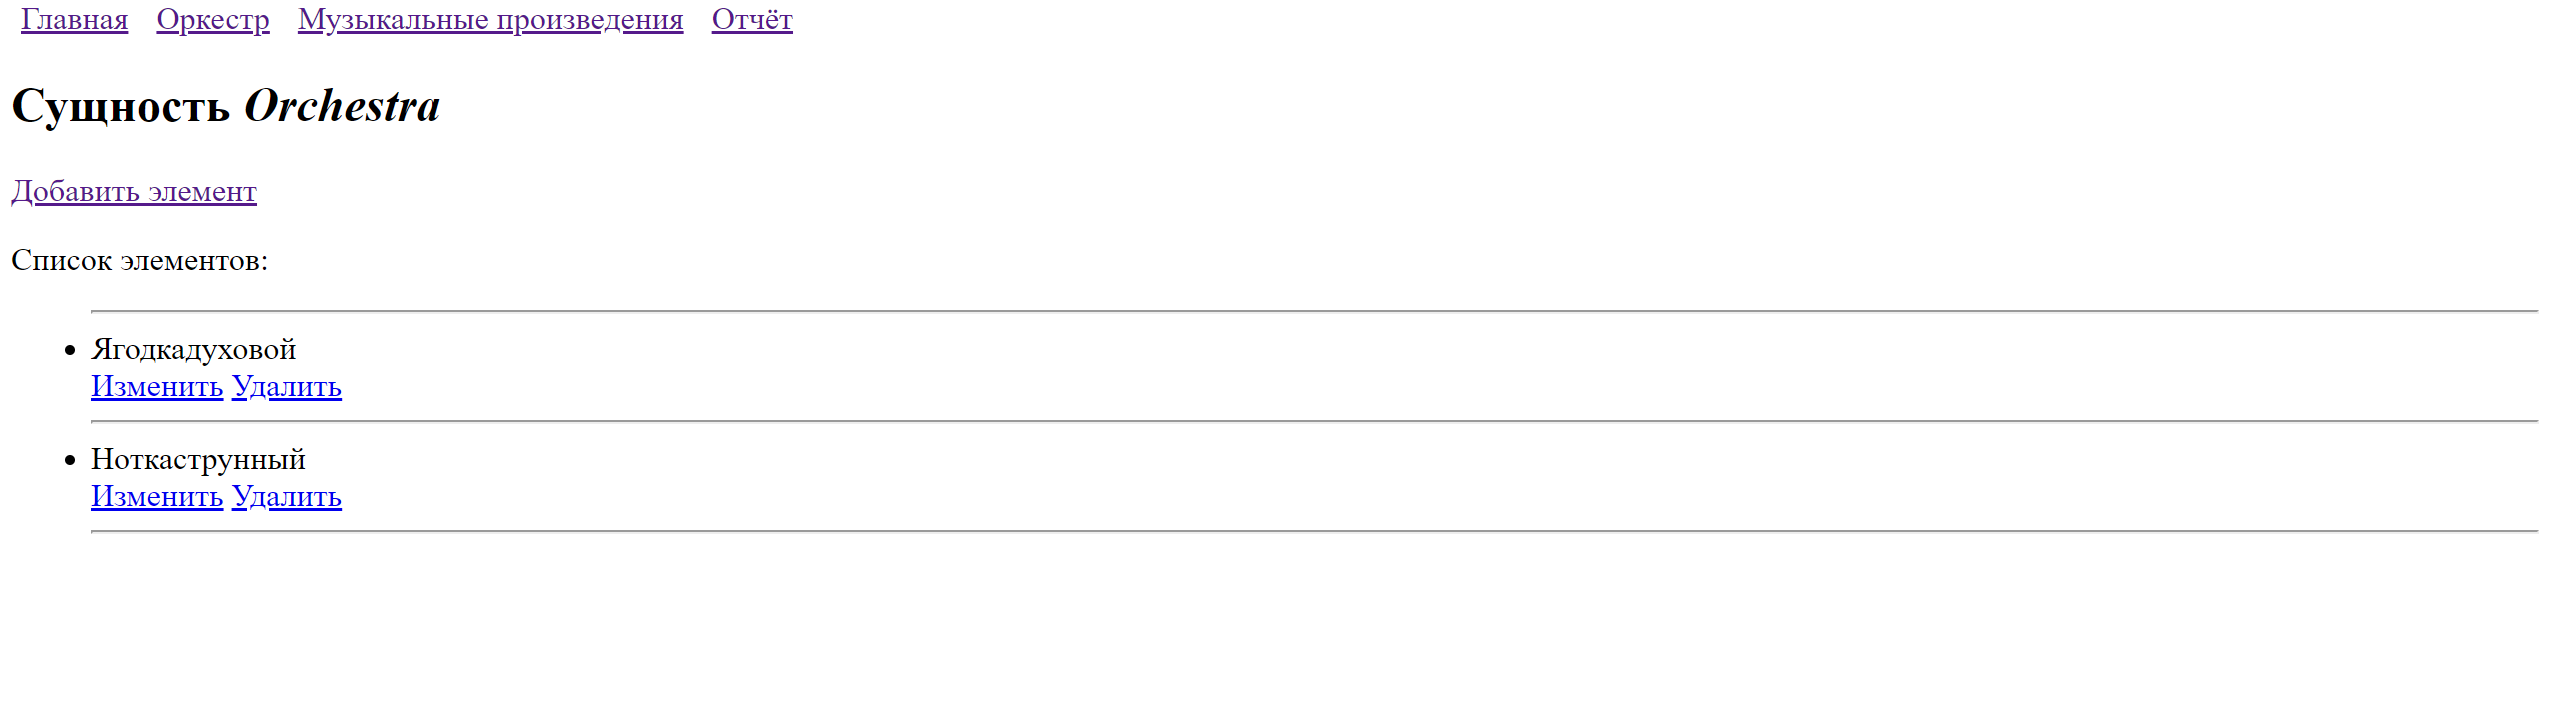 Главная Оркестр Музыкальные произведения Отчёт
Сущность Orchestra
Добавить элемент
Список элементов:
Ягодкадуховой
Изменить Удалить
Ноткаструнный
Изменить Удалить